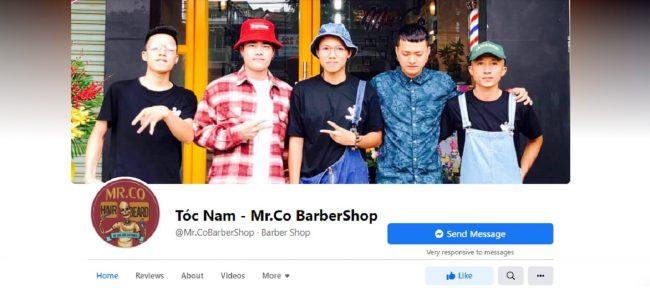 MR.CO
HAIR BEARD
Tóc Nam - Mr.Co BarberShop
@Mr.CoBarberShop · Barber Shop
Send Message
Very responsive to messages
Home Reviews About Videos More
Like